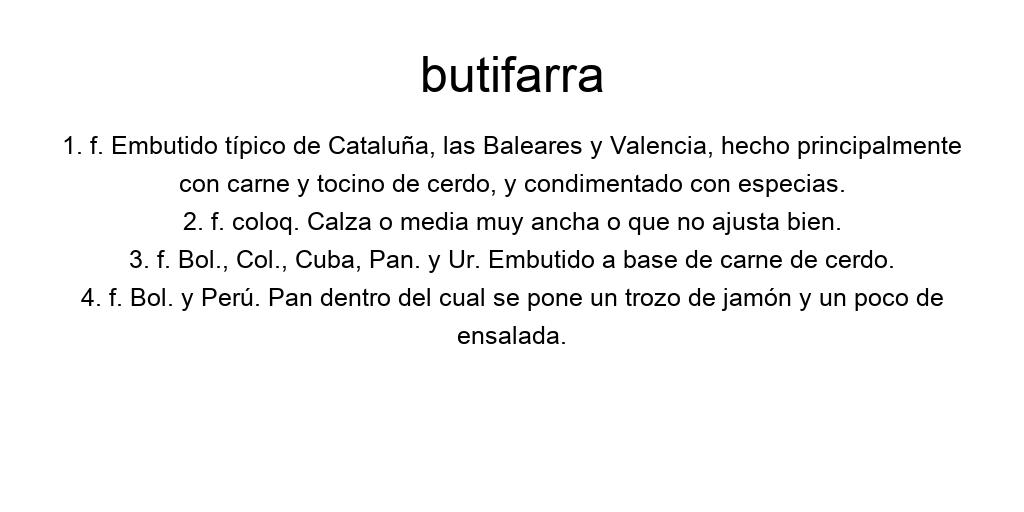 butifarra
1. f. Embutido típico de Cataluña, las Baleares y Valencia, hecho principalmente
con carne y tocino de cerdo, y condimentado con especias.
2. f. coloq. Calza o media muy ancha o que no ajusta bien.
3. f. Bol., Col., Cuba, Pan. y Ur. Embutido a base de carne de cerdo.
4. f. Bol. y Perú. Pan dentro del cual se pone un trozo de jamón y un poco de
ensalada.